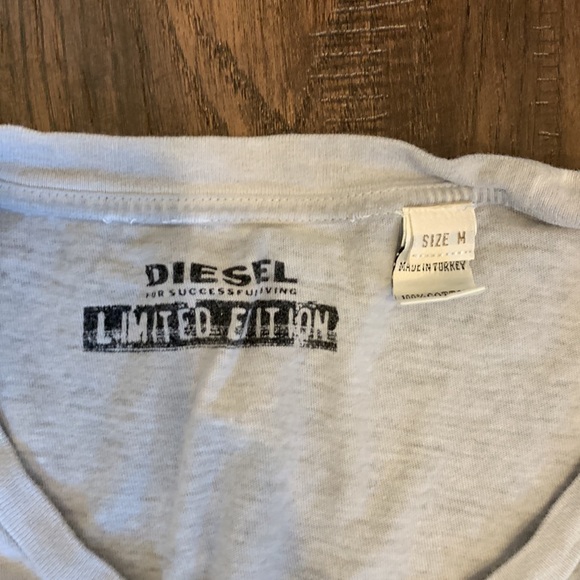 DIESEL
FOR SUCCESSFUL LIVING
LIMITED EDITION
SIZE M
MADE IN TURKEY